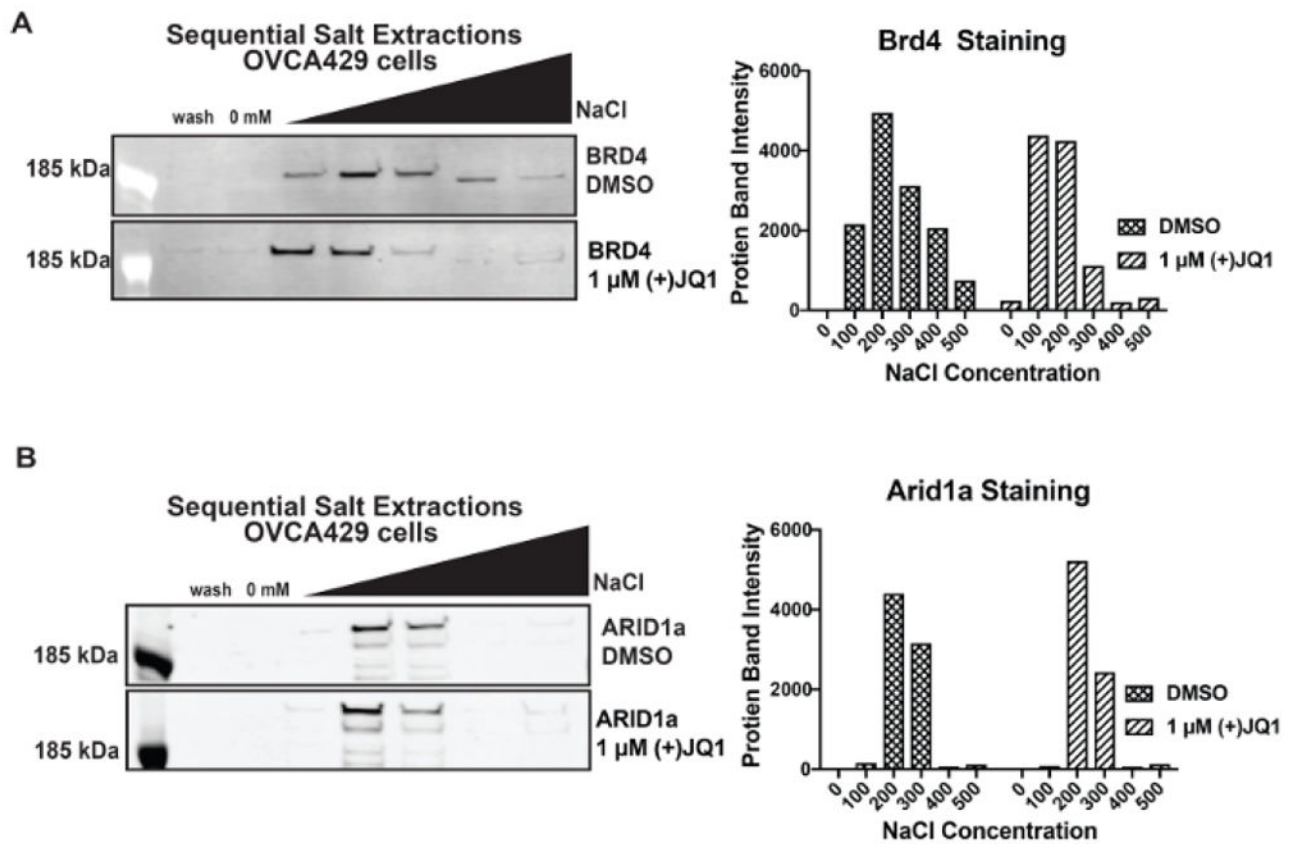 A
Sequential Salt Extractions
OVCA429 cells
wash 0 mM
NaCl
185 kDa
BRD4
DMSO
185 kDa
BRD4
1 µM (+)JQ1
Brd4 Staining
Protien Band Intensity
6000
4000
2000
0
0 100 200 300 400 500 0 100 200 300 400 500
NaCl Concentration
DMSO
1 µM (+)JQ1
B
Sequential Salt Extractions
OVCA429 cells
wash 0 mM
NaCl
185 kDa
ARID1a
DMSO
185 kDa
ARID1a
1 µM (+)JQ1
Arid1a Staining
Protien Band Intensity
6000
4000
2000
0
0 100 200 300 400 500 0 100 200 300 400 500
NaCl Concentration
DMSO
1 µM (+)JQ1